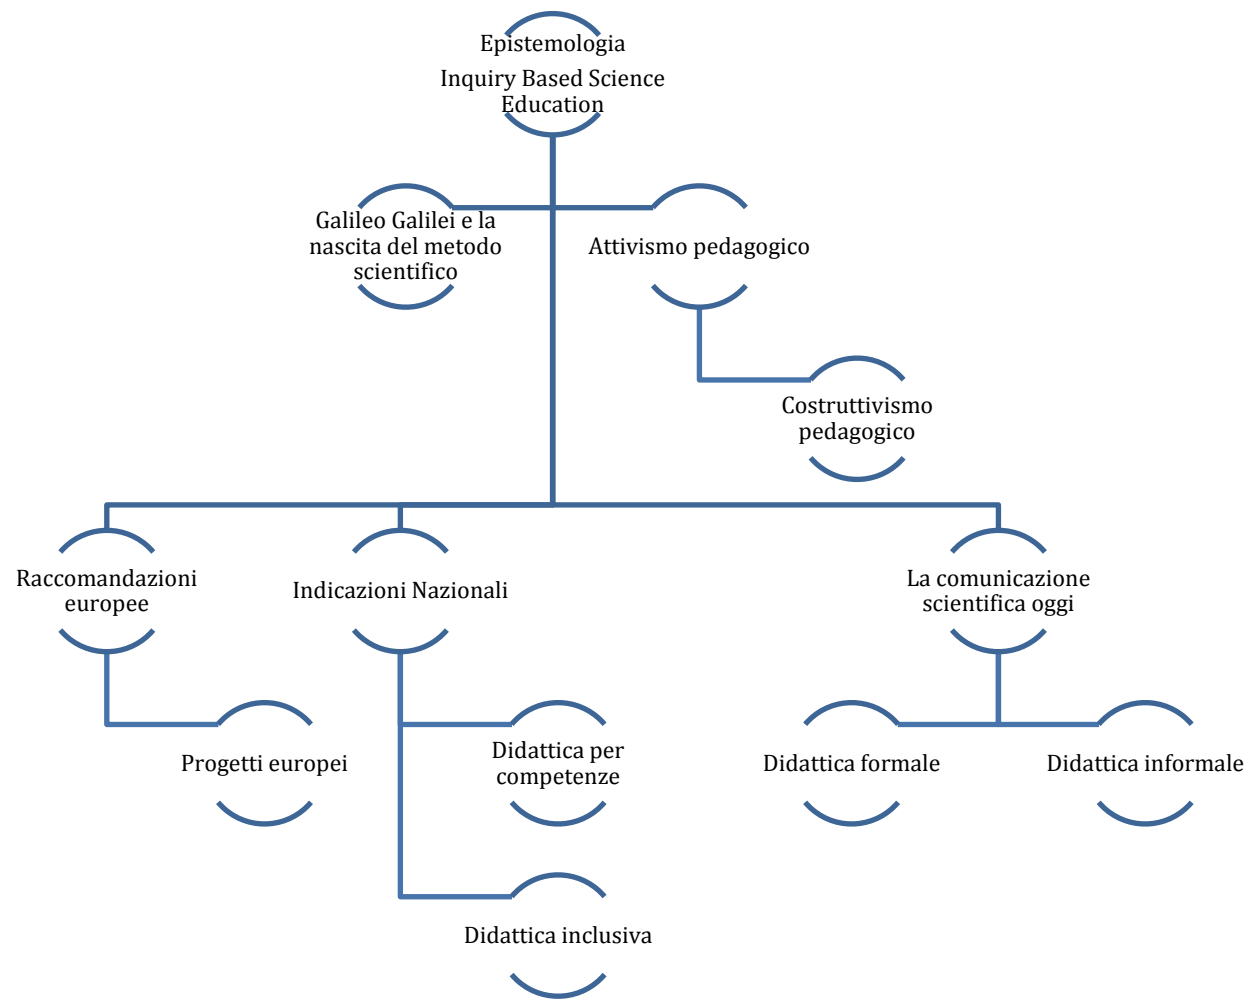 Epistemologia
Inquiry Based Science
Education
Galileo Galilei e la
nascita del metodo
scientifico
Attivismo pedagogico
Costruttivismo
pedagogico
Raccomandazioni
europee
Indicazioni Nazionali
La comunicazione
scientifica oggi
Progetti europei
Didattica per
competenze
Didattica formale
Didattica informale
Didattica inclusiva